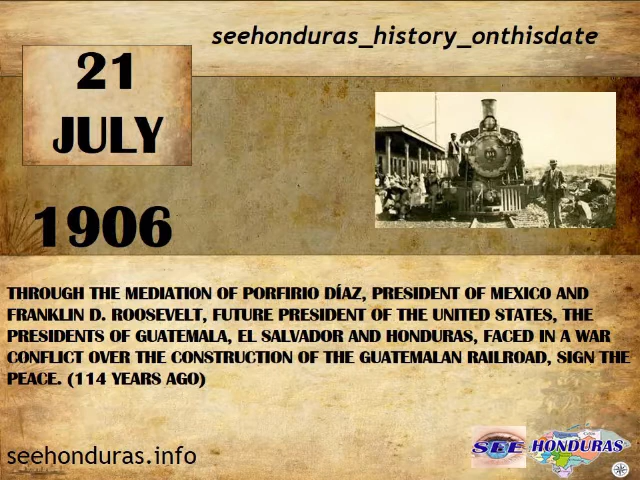 seehonduras_history_onthisdate
21
JULY
1906
THROUGH THE MEDIATION OF PORFIRIO DÍAZ, PRESIDENT OF MEXICO AND
FRANKLIN D. ROOSEVELT, FUTURE PRESIDENT OF THE UNITED STATES, THE
PRESIDENTS OF GUATEMALA, EL SALVADOR AND HONDURAS, FACED IN A WAR
CONFLICT OVER THE CONSTRUCTION OF THE GUATEMALAN RAILROAD, SIGN THE
PEACE. (114 YEARS AGO)
seehonduras.info
SEE HONDURAS